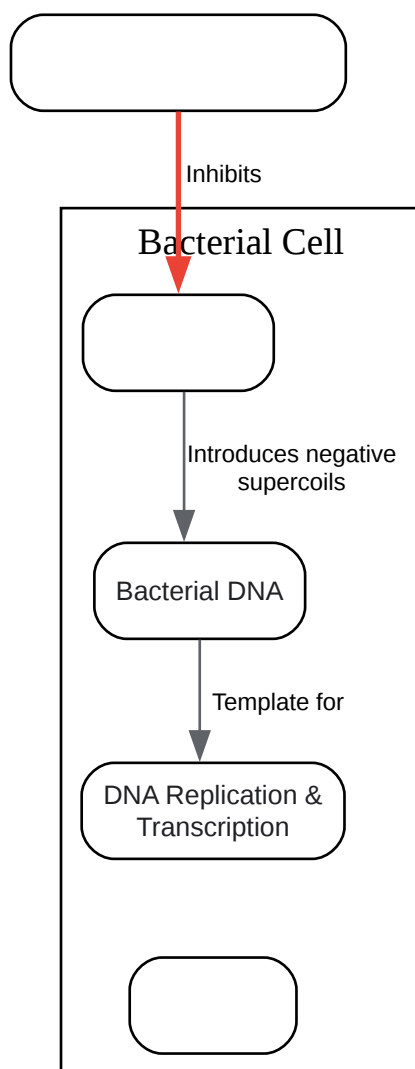 Inhibits
Bacterial Cell
Introduces negative
supercoils
Bacterial DNA
Template for
DNA Replication &
Transcription